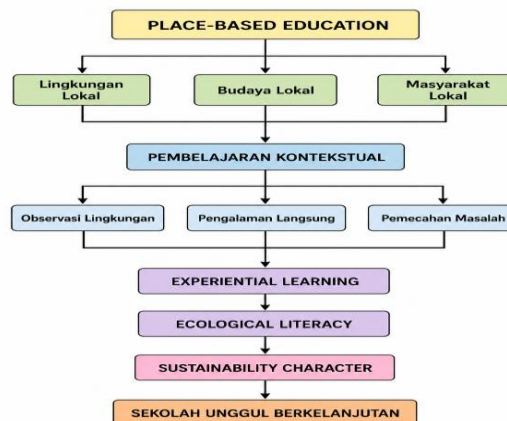 PLACE-BASED EDUCATION
Lingkungan
Lokal
Budaya Lokal
Masyarakat
Lokal
PEMBELAJARAN KONTEKSTUAL
Observasi Lingkungan
Pengalaman Langsung
Pemecahan Masalah
EXPERIENTIAL LEARNING
ECOLOGICAL LITERACY
SUSTAINABILITY CHARACTER
SEKOLAH UNGGUL BERKELANJUTAN